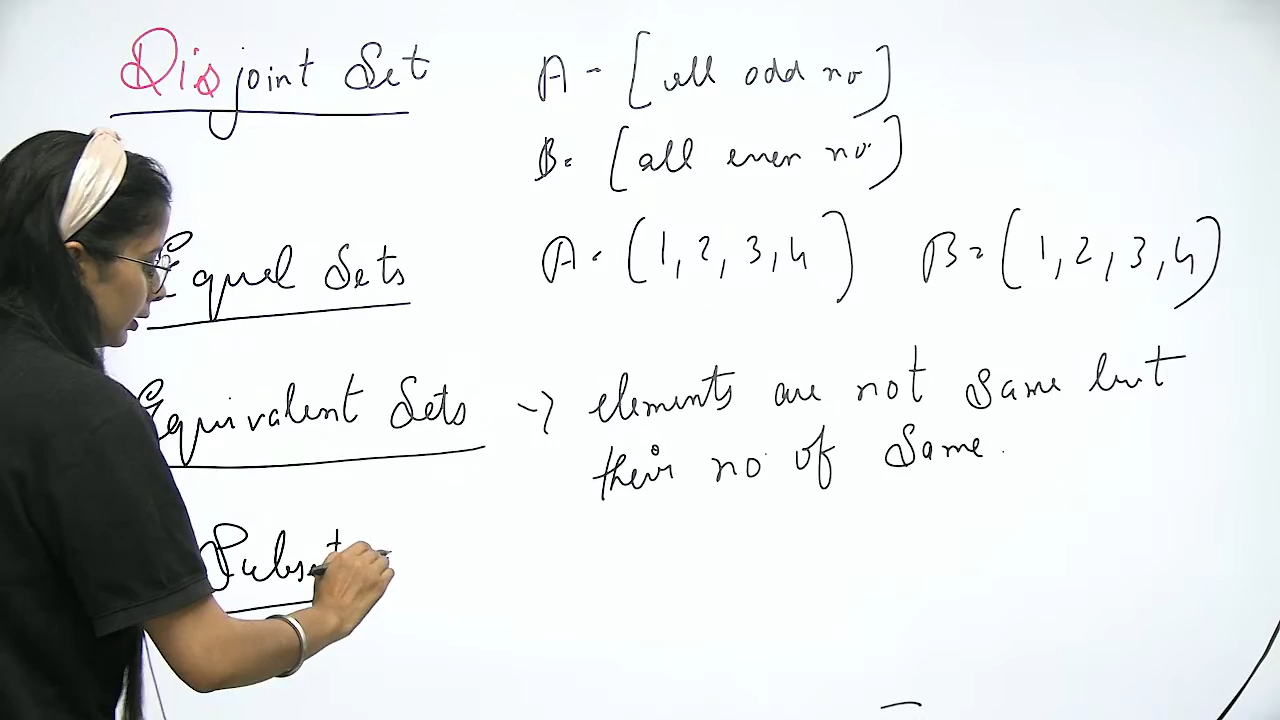 Disjoint Set A - [all odd no]
B = [all even no]
Equal Sets A = (1, 2, 3, 4) B = (1, 2, 3, 4)
Equivalent Sets → elements are not same but
their no of same.
Subset